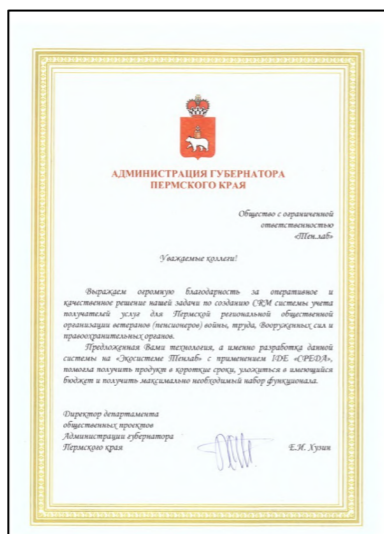 АДМИНИСТРАЦИЯ ГУБЕРНАТОРА
ПЕРМСКОГО КРАЯ
Общество с ограниченной
ответственностью
«Тен.лаб»
Уважаемые коллеги!
Выражаем огромную благодарность за оперативное и
качественное решение нашей задачи по созданию CRM системы учета
получателей услуг для Пермской региональной общественной
организации ветеранов (пенсионеров) войны, труда, Вооруженных сил и
правоохранительных органов.
Предложенная Вами технология, а именно разработка данной
системы на «Экосистеме Тенлаб» с применением IDE «СРЕДА»,
помогла получить продукт в короткие сроки, уложиться в имеющийся
бюджет и получить максимально необходимый набор функционала.
Директор департамента
общественных проектов
Администрации губернатора
Пермского края
Е.И. Хузин